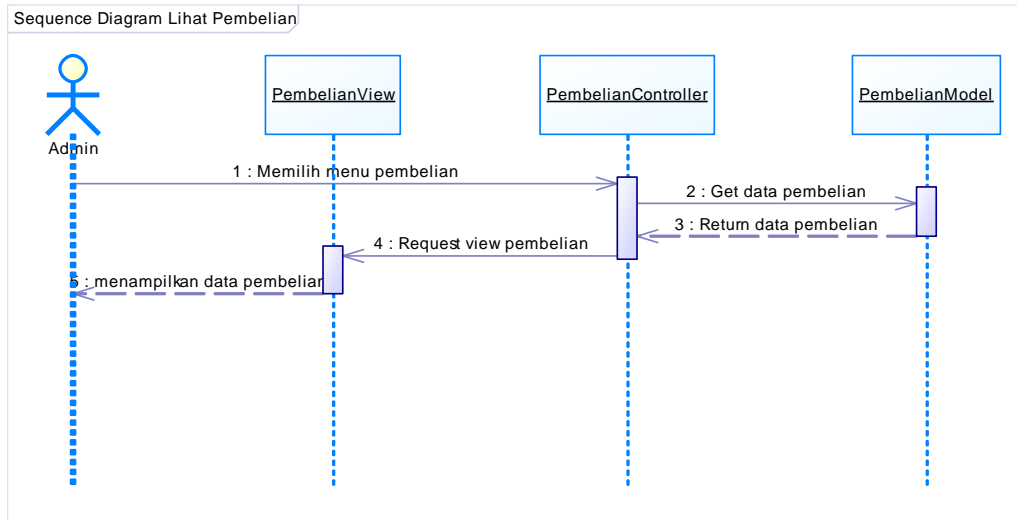 Sequence Diagram Lihat Pembelian
PembelianView
PembelianController
PembelianModel
Admin
1 : Memilih menu pembelian
2 : Get data pembelian
3 : Return data pembelian
4 : Request view pembelian
5 : menampilkan data pembelian